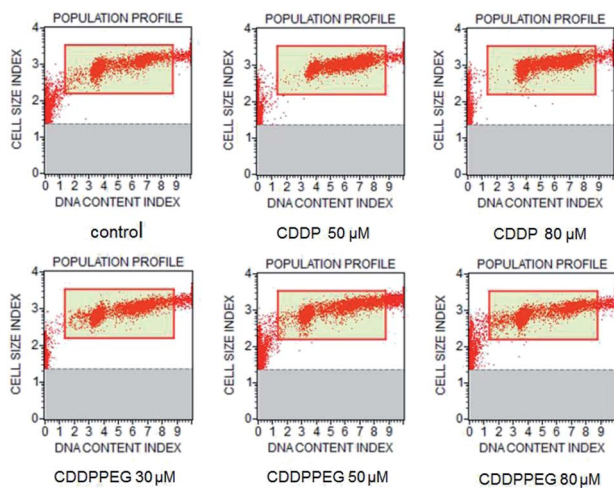 POPULATION PROFILE POPULATION PROFILE POPULATION PROFILE
CELL SIZE INDEX CELL SIZE INDEX CELL SIZE INDEX
4 4 4
3 3 3
2 2 2
1 1 1
0 0 0
0 1 2 3 4 5 6 7 8 9 0 1 2 3 4 5 6 7 8 9 0 1 2 3 4 5 6 7 8 9
DNA CONTENT INDEX DNA CONTENT INDEX DNA CONTENT INDEX
control CDDP 50 µM CDDP 80 µM
POPULATION PROFILE POPULATION PROFILE POPULATION PROFILE
CELL SIZE INDEX CELL SIZE INDEX CELL SIZE INDEX
4 4 4
3 3 3
2 2 2
1 1 1
0 0 0
0 1 2 3 4 5 6 7 8 9 0 1 2 3 4 5 6 7 8 9 0 1 2 3 4 5 6 7 8 9
DNA CONTENT INDEX DNA CONTENT INDEX DNA CONTENT INDEX
CDDPPEG 30 µM CDDPPEG 50 µM CDDPPEG 80 µM